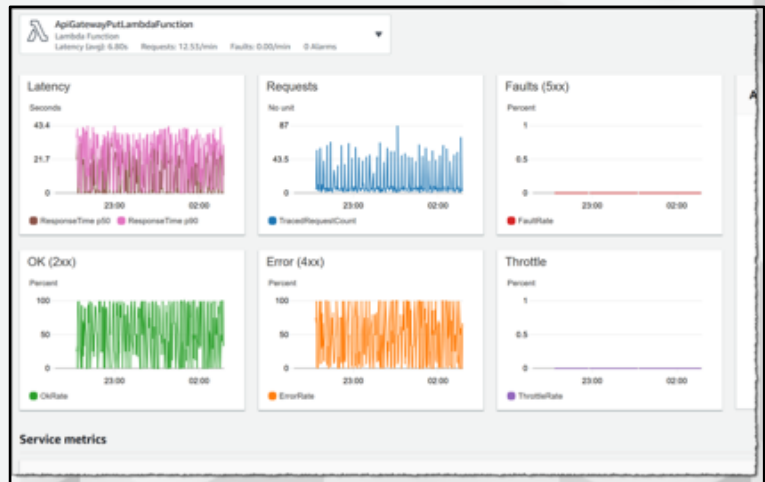 ApiGatewayPutLambdaFunction
Lambda Function
Latency (avg): 6.80s Requests: 12.53/min Faults: 0.00/min 0 Alarms
Latency
Seconds
43.4
21.7
0
23:00 02:00
ResponseTime p50 ResponseTime p90
Requests
No unit
87
43.5
0
23:00 02:00
TracedRequestCount
Faults (5xx)
Percent
1
0.5
0
23:00 02:00
FaultRate
A
OK (2xx)
Percent
100
50
0
23:00 02:00
OkRate
Error (4xx)
Percent
100
50
0
23:00 02:00
ErrorRate
Throttle
Percent
1
0.5
0
23:00 02:00
ThrottleRate
Service metrics